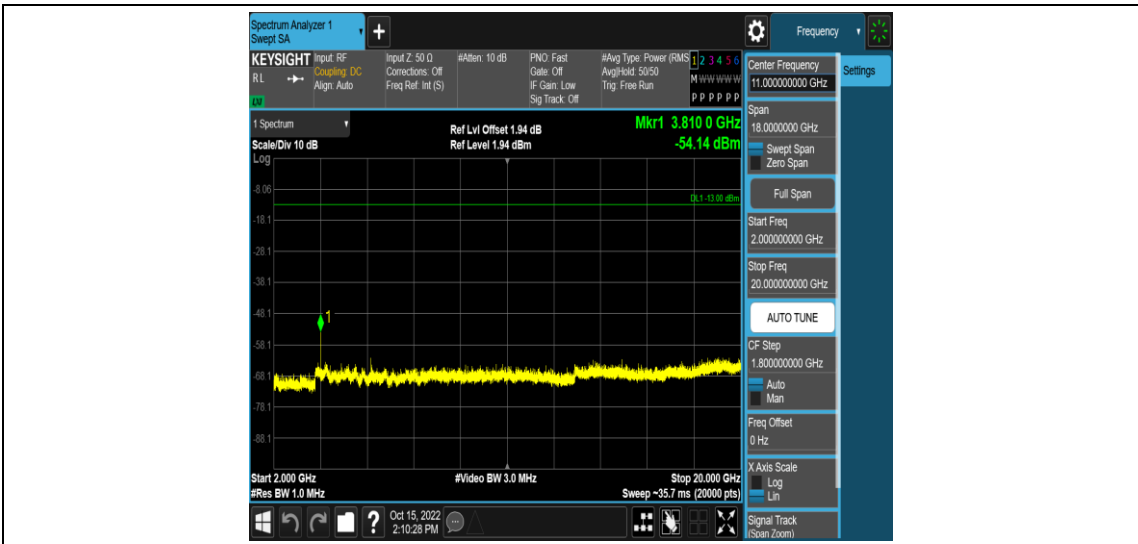 Spectrum Analyzer 1
Swept SA
+
Frequency
KEYSIGHT
RL
LXI
Input: RF
Coupling: DC
Align: Auto
Input Z: 50 Ω
Corrections: Off
Freq Ref: Int (S)
#Atten: 10 dB
PNO: Fast
Gate: Off
IF Gain: Low
Sig Track: Off
#Avg Type: Power (RMS
Avg|Hold: 50/50
Trig: Free Run
1 2 3 4 5 6
M W W W W W
P P P P P P
1 Spectrum
Scale/Div 10 dB
Log
Ref Lvl Offset 1.94 dB
Ref Level 1.94 dBm
Mkr1 3.810 0 GHz
-54.14 dBm
-8.06
DL1 -13.00 dBm
-18.1
-28.1
-38.1
-48.1
1
-58.1
-68.1
-78.1
-88.1
Start 2.000 GHz
#Res BW 1.0 MHz
#Video BW 3.0 MHz
Stop 20.000 GHz
Sweep ~35.7 ms (20000 pts)
?
Oct 15, 2022
2:10:28 PM
Center Frequency
11.000000000 GHz
Settings
Span
18.0000000 GHz
Swept Span
Zero Span
Full Span
Start Freq
2.000000000 GHz
Stop Freq
20.000000000 GHz
AUTO TUNE
CF Step
1.800000000 GHz
Auto
Man
Freq Offset
0 Hz
X Axis Scale
Log
Lin
Signal Track
(Span Zoom)